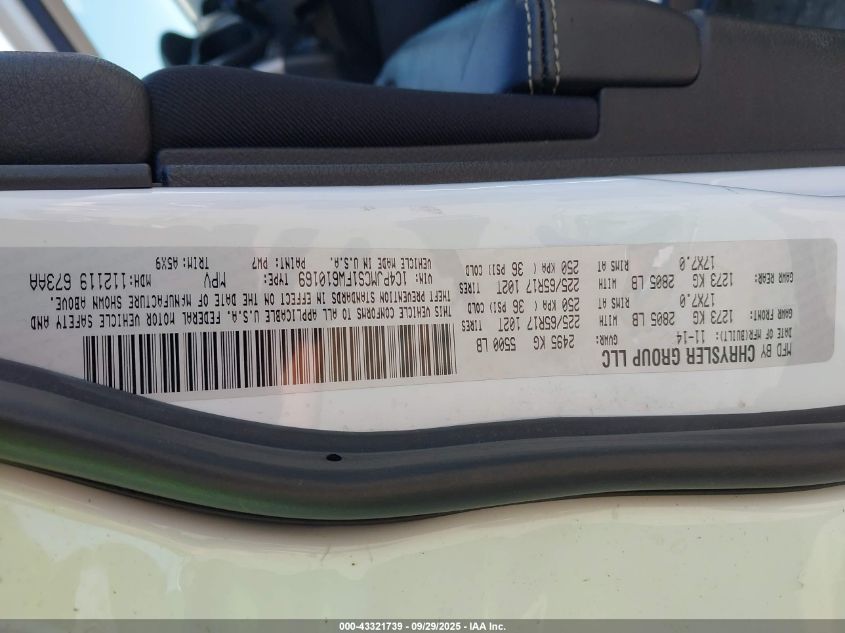 MFD BY CHRYSLER GROUP LLC
DATE OF MFR(BUILT): 11-14 GVWR: 2495 KG 5500 LB
GAWR FRONT: 1273 KG 2805 LB WITH 225/65R17 102T TIRES
17X7.0 RIMS AT 250 KPA ( 36 PSI) COLD
GAWR REAR: 1273 KG 2805 LB WITH 225/65R17 102T TIRES
17X7.0 RIMS AT 250 KPA ( 36 PSI) COLD
THIS VEHICLE CONFORMS TO ALL APPLICABLE U.S.A. FEDERAL MOTOR VEHICLE SAFETY AND
THEFT PREVENTION STANDARDS IN EFFECT ON THE DATE OF MANUFACTURE SHOWN ABOVE.
VIN: 1C4PJMCS1FW610169 TYPE: MPV MDH: 112119 673AA
VEHICLE MADE IN U.S.A. PAINT: PW7 TRIM: A5X9
000-43321739 - 09/29/2025 - IAA Inc.